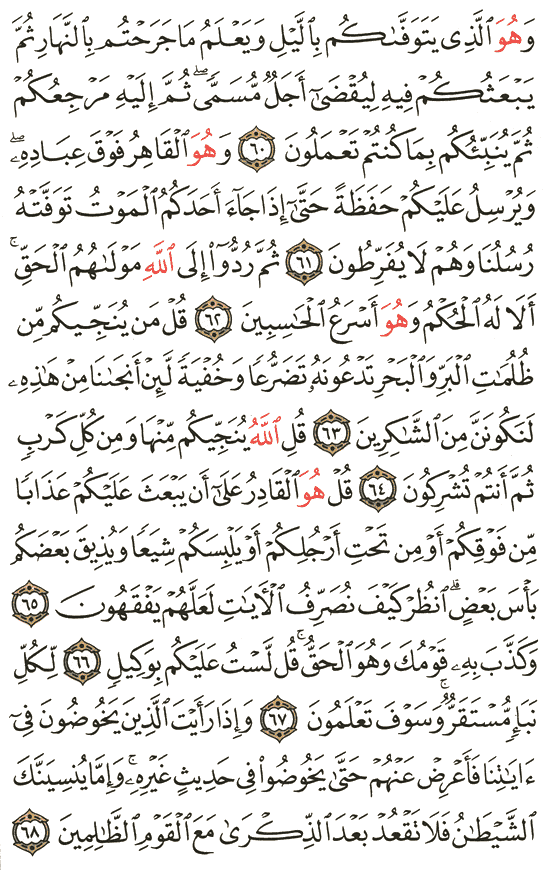 وَهُوَ ٱلَّذِى يَتَوَفَّىٰكُم بِٱلَّيْلِ وَيَعْلَمُ مَا جَرَحْتُم بِٱلنَّهَارِ ثُمَّ
يَبْعَثُكُمْ فِيهِ لِيُقْضَىٰٓ أَجَلٌ مُّسَمًّى ۖ ثُمَّ إِلَيْهِ مَرْجِعُكُمْ
ثُمَّ يُنَبِّئُكُم بِمَا كُنتُمْ تَعْمَلُونَ ٦٠ وَهُوَ ٱلْقَاهِرُ فَوْقَ عِبَادِهِۦ ۖ
وَيُرْسِلُ عَلَيْكُمْ حَفَظَةً حَتَّىٰٓ إِذَا جَآءَ أَحَدَكُمُ ٱلْمَوْتُ تَوَفَّتْهُ
رُسُلُنَا وَهُمْ لَا يُفَرِّطُونَ ٦١ ثُمَّ رُدُّوٓا۟ إِلَى ٱللَّهِ مَوْلَىٰهُمُ ٱلْحَقِّ ۚ
أَلَا لَهُ ٱلْحُكْمُ وَهُوَ أَسْرَعُ ٱلْحَـٰسِبِينَ ٦٢ قُلْ مَن يُنَجِّيكُم مِّن
ظُلُمَـٰتِ ٱلْبَرِّ وَٱلْبَحْرِ تَدْعُونَهُۥ تَضَرُّعًا وَخُفْيَةً لَّئِنْ أَنجَىٰنَا مِنْ هَـٰذِهِۦ
لَنَكُونَنَّ مِنَ ٱلشَّـٰكِرِينَ ٦٣ قُلِ ٱللَّهُ يُنَجِّيكُم مِّنْهَا وَمِن كُلِّ كَرْبٍ
ثُمَّ أَنتُمْ تُشْرِكُونَ ٦٤ قُلْ هُوَ ٱلْقَادِرُ عَلَىٰٓ أَن يَبْعَثَ عَلَيْكُمْ عَذَابًا
مِّن فَوْقِكُمْ أَوْ مِن تَحْتِ أَرْجُلِكُمْ أَوْ يَلْبِسَكُمْ شِيَعًا وَيُذِيقَ بَعْضَكُم
بَأْسَ بَعْضٍ ۗ ٱنظُرْ كَيْفَ نُصَرِّفُ ٱلْـَٔايَـٰتِ لَعَلَّهُمْ يَفْقَهُونَ ٦٥
وَكَذَّبَ بِهِۦ قَوْمُكَ وَهُوَ ٱلْحَقُّ ۚ قُل لَّسْتُ عَلَيْكُم بِوَكِيلٍ ٦٦ لِّكُلِّ
نَبَإٍ مُّسْتَقَرٌّ ۚ وَسَوْفَ تَعْلَمُونَ ٦٧ وَإِذَا رَأَيْتَ ٱلَّذِينَ يَخُوضُونَ فِىٓ
ءَايَـٰتِنَا فَأَعْرِضْ عَنْهُمْ حَتَّىٰ يَخُوضُوا۟ فِى حَدِيثٍ غَيْرِهِۦ ۚ وَإِمَّا يُنسِيَنَّكَ
ٱلشَّيْطَـٰنُ فَلَا تَقْعُدْ بَعْدَ ٱلذِّكْرَىٰ مَعَ ٱلْقَوْمِ ٱلظَّـٰلِمِينَ ٦٨